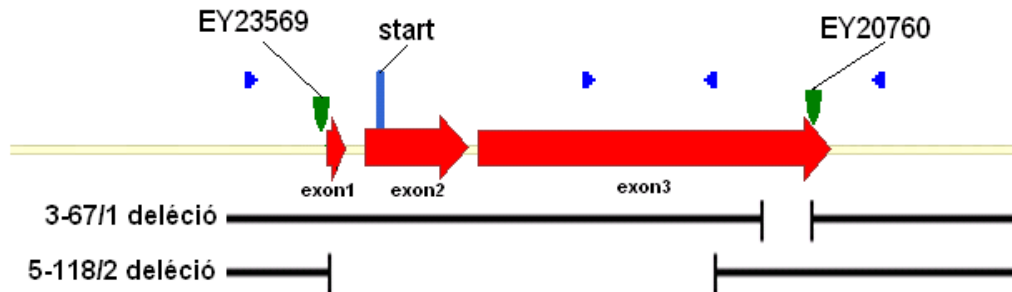 EY23569
start
EY20760
exon1
exon2
exon3
3-67/1 deléció
5-118/2 deléció